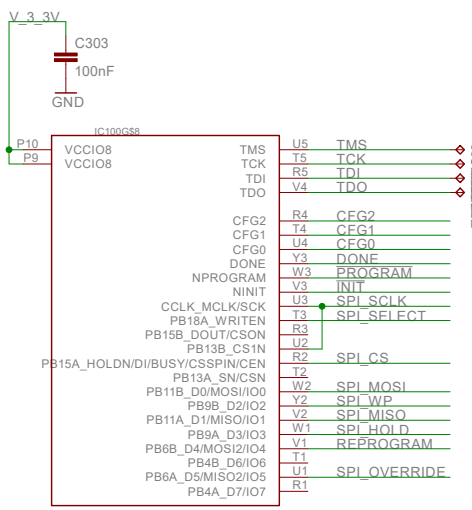 V_3_3V
C303
100nF
GND
IC100G$8
P10 VCCIO8 TMS U5 TMS
P9 VCCIO8 TCK T5 TCK
TDI R5 TDI
TDO V4 TDO
CFG2 R4 CFG2
CFG1 T4 CFG1
CFG0 U4 CFG0
DONE Y3 DONE
NPROGRAM W3 PROGRAM
NINIT V3 INIT
CCLK_MCLK/SCK U3 SPI_SCLK
PB18A_WRITEN T3 SPI_SELECT
PB15B_DOUT/CSON R3
PB13B_CS1N U2
PB15A_HOLDN/DI/BUSY/CSSPIN/CEN R2 SPI_CS
PB13A_SN/CSN T2
PB11B_D0/MOSI/IO0 W2 SPI_MOSI
PB9B_D2/IO2 Y2 SPI_WP
PB11A_D1/MISO/IO1 V2 SPI_MISO
PB9A_D3/IO3 W1 SPI_HOLD
PB6B_D4/MOSI2/IO4 V1 REPROGRAM
PB4B_D6/IO6 T1
PB6A_D5/MISO2/IO5 U1 SPI_OVERRIDE
PB4A_D7/IO7 R1